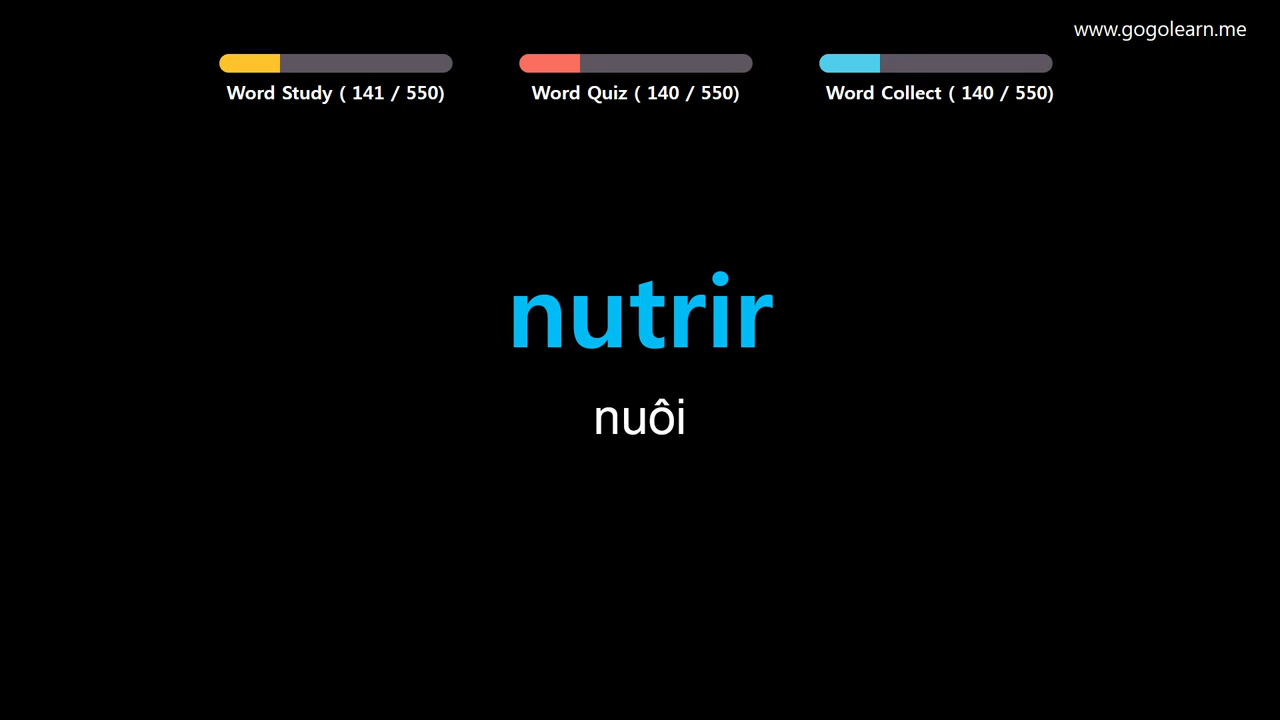 www.gogolearn.me
Word Study ( 141 / 550)
Word Quiz ( 140 / 550)
Word Collect ( 140 / 550)
nutrir
nuôi